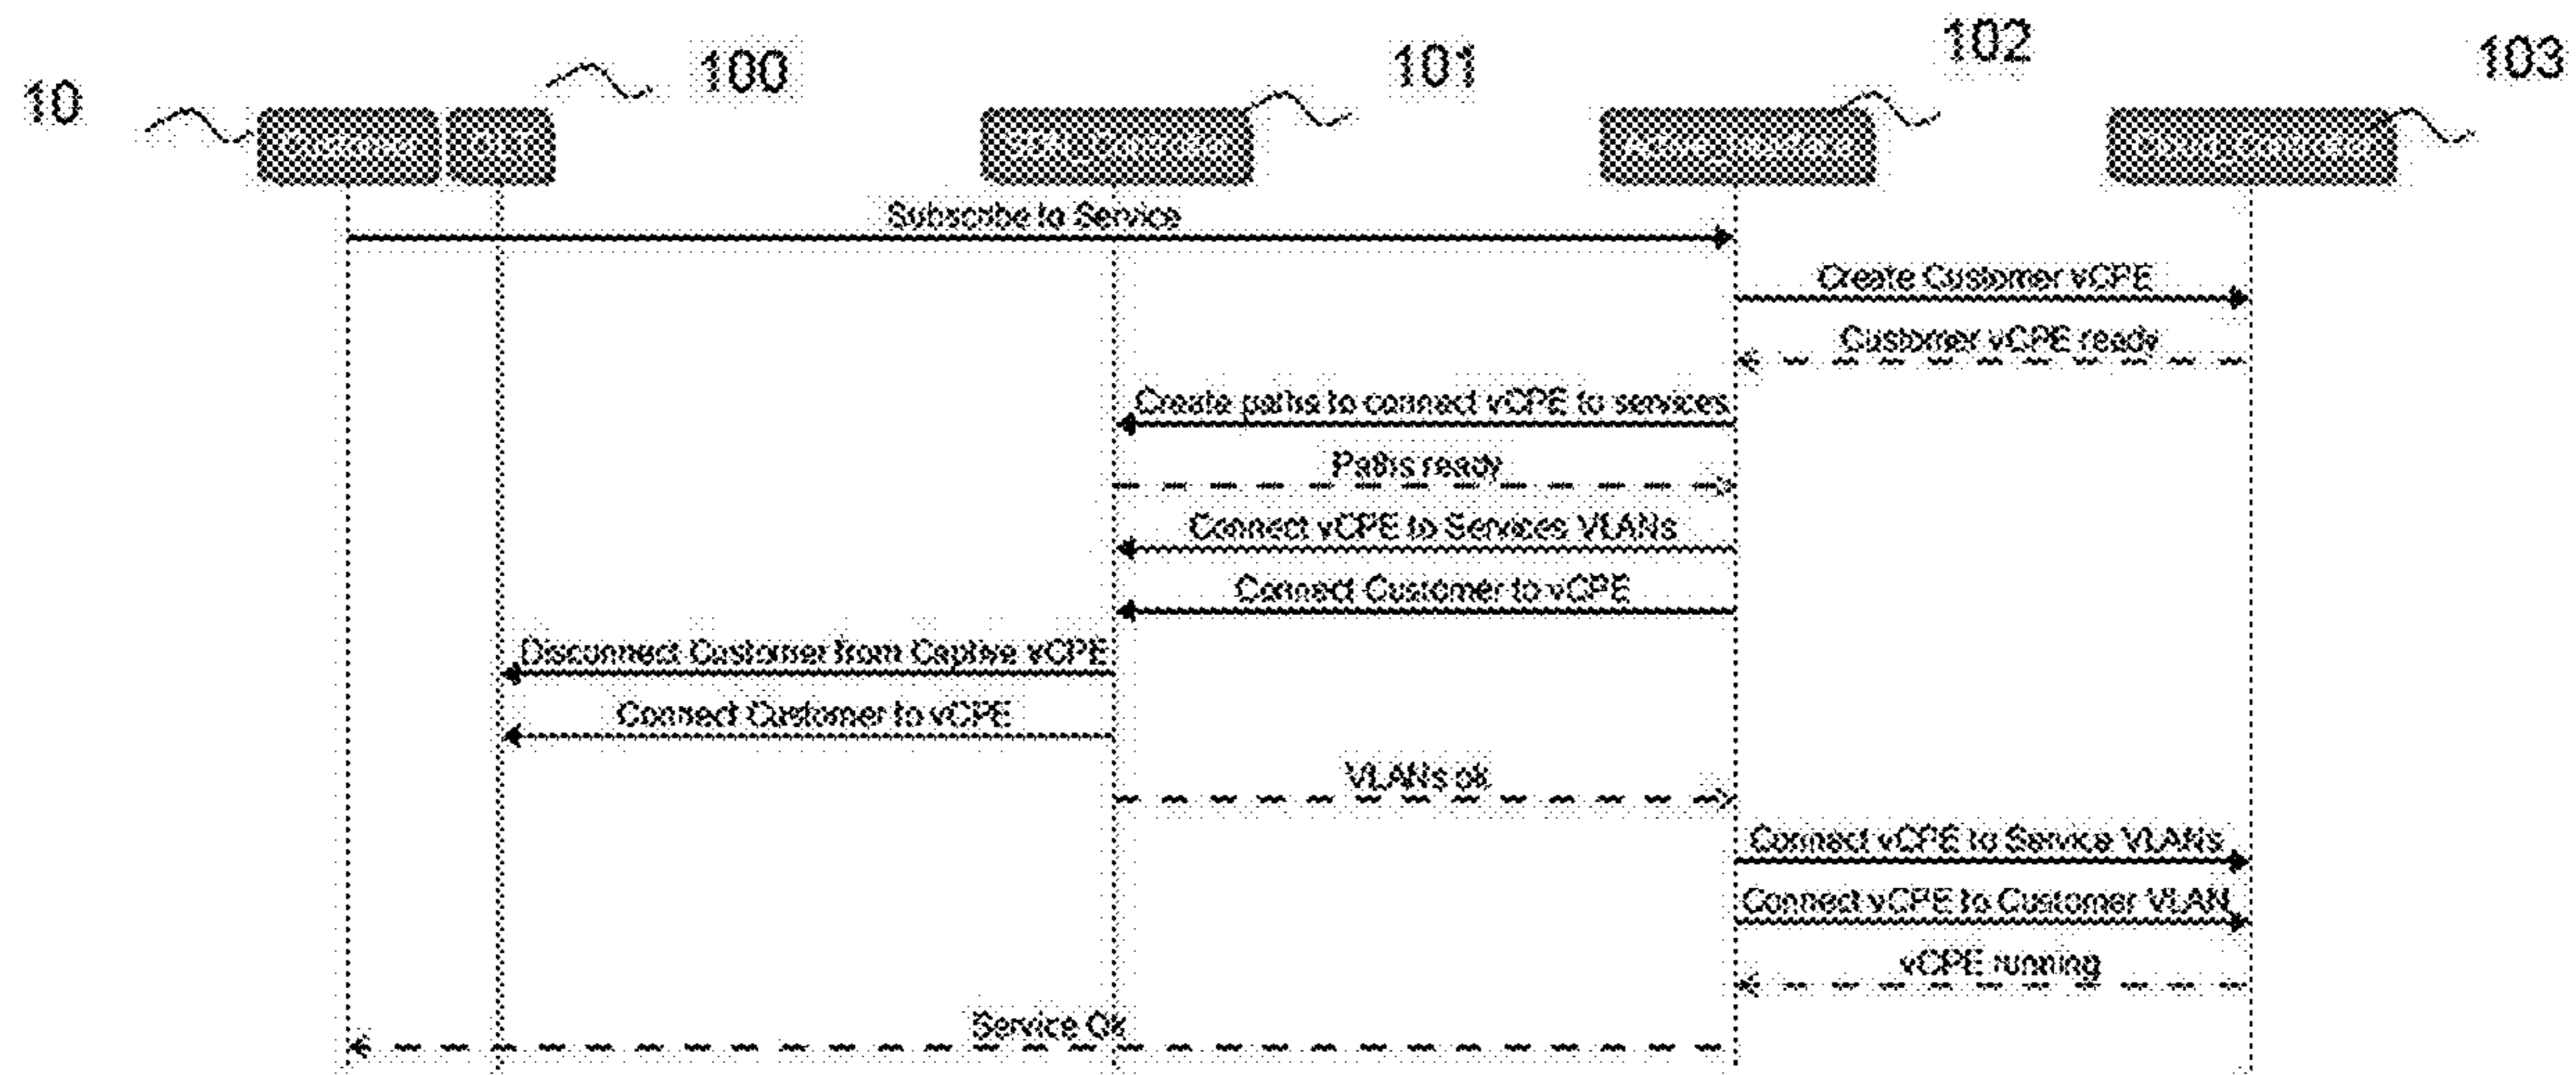 10
100
101
102
103
Customer
OLT
Subscribe to Service
Create Customer vCPE
Customer vCPE ready
Create paths to connect vCPE to services
Paths ready
Connect vCPE to Services VLANs
Connect Customer to vCPE
Disconnect Customer from Captive vCPE
Connect Customer to vCPE
VLANs ok
Connect vCPE to Service VLANs
Connect vCPE to Customer VLAN
vCPE running
Service Ok